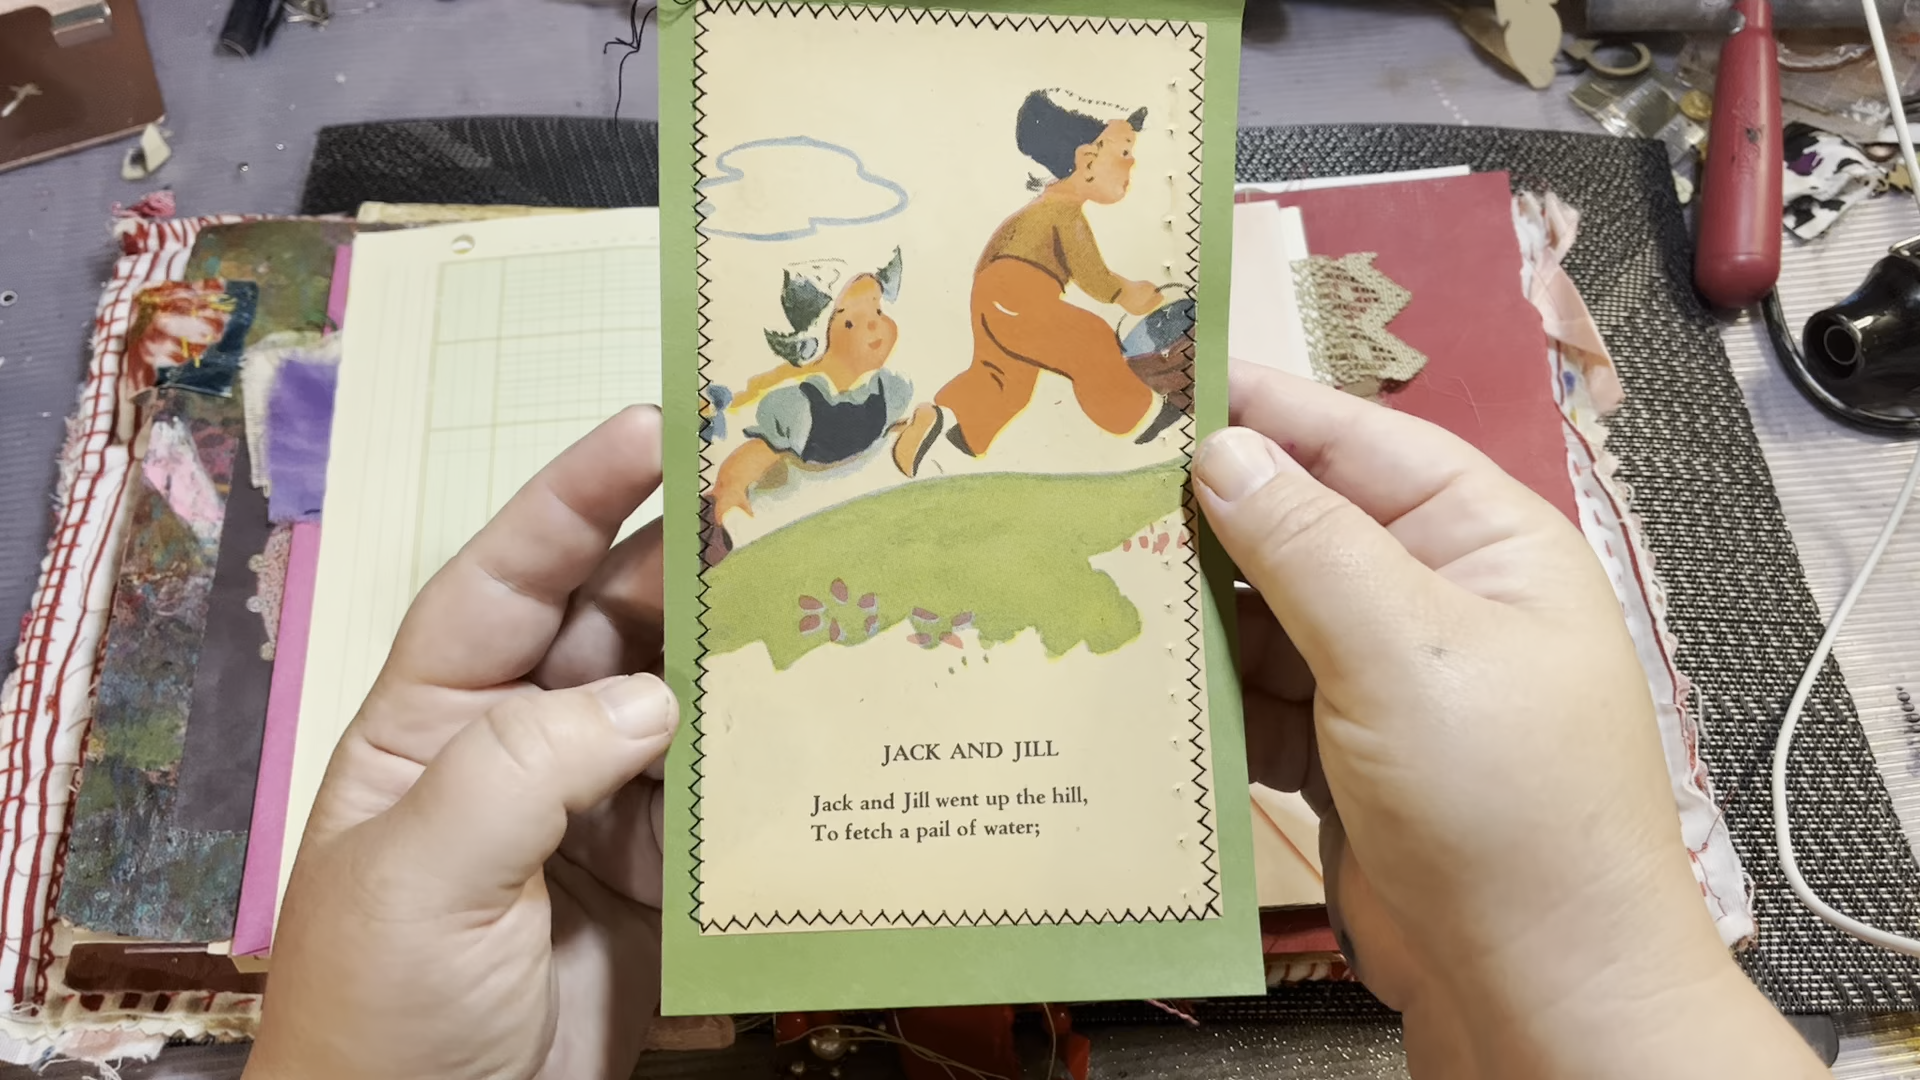 JACK AND JILL
Jack and Jill went up the hill,
To fetch a pail of water;